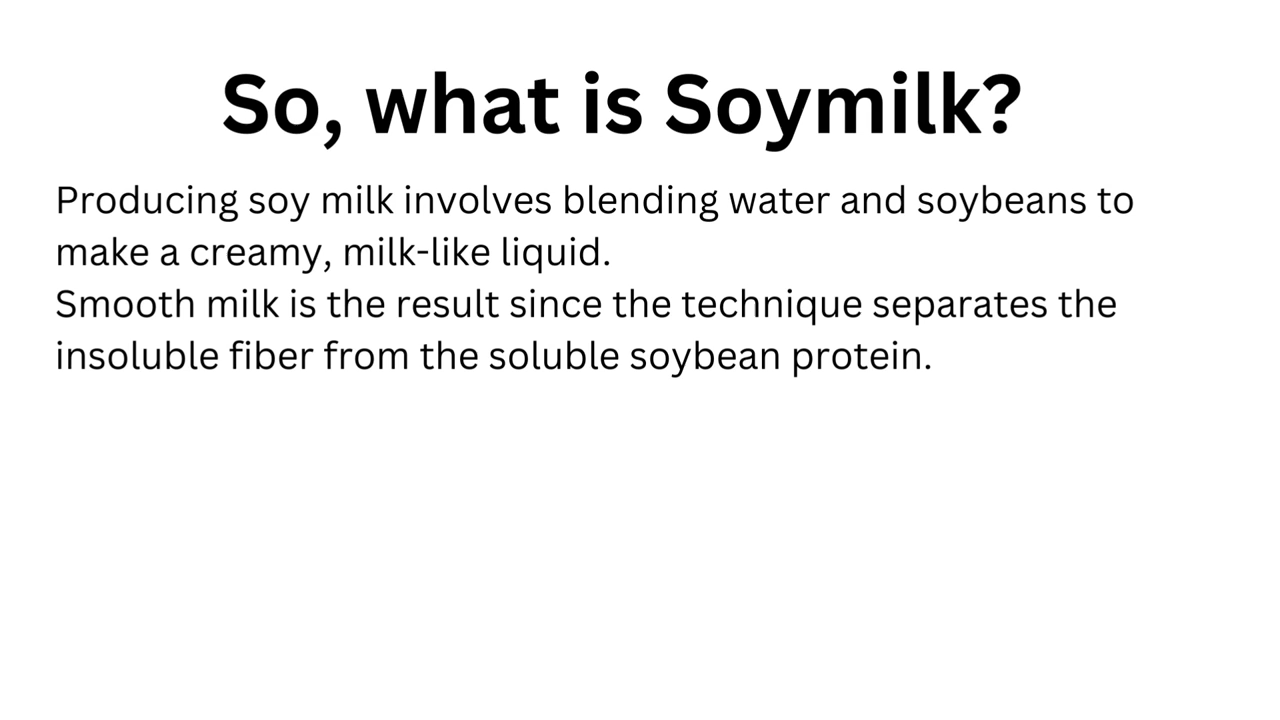 So, what is Soymilk?
Producing soy milk involves blending water and soybeans to
make a creamy, milk-like liquid.
Smooth milk is the result since the technique separates the
insoluble fiber from the soluble soybean protein.